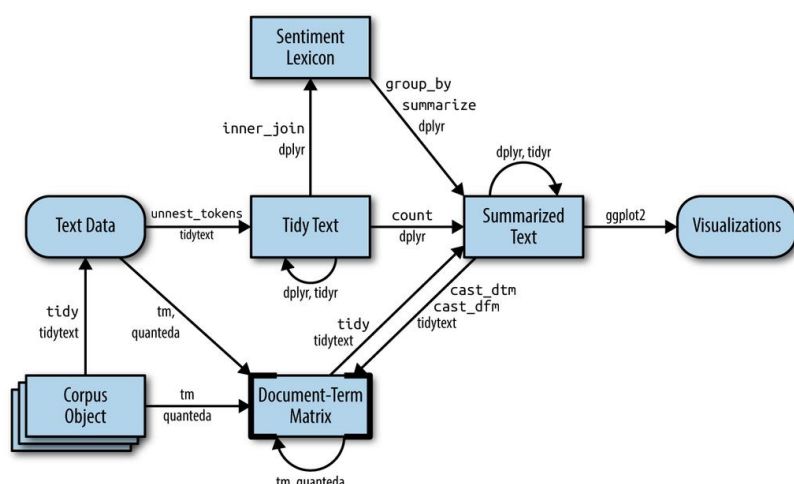 Sentiment
Lexicon
group_by
summarize
dplyr
inner_join
dplyr
dplyr, tidyr
Text Data
unnest_tokens
tidytext
Tidy Text
count
dplyr
Summarized
Text
ggplot2
Visualizations
dplyr, tidyr
tidy
tidytext
tm,
quanteda
tidy
tidytext
cast_dtm
cast_dfm
tidytext
Corpus
Object
tm
quanteda
Document-Term
Matrix
tm, quanteda